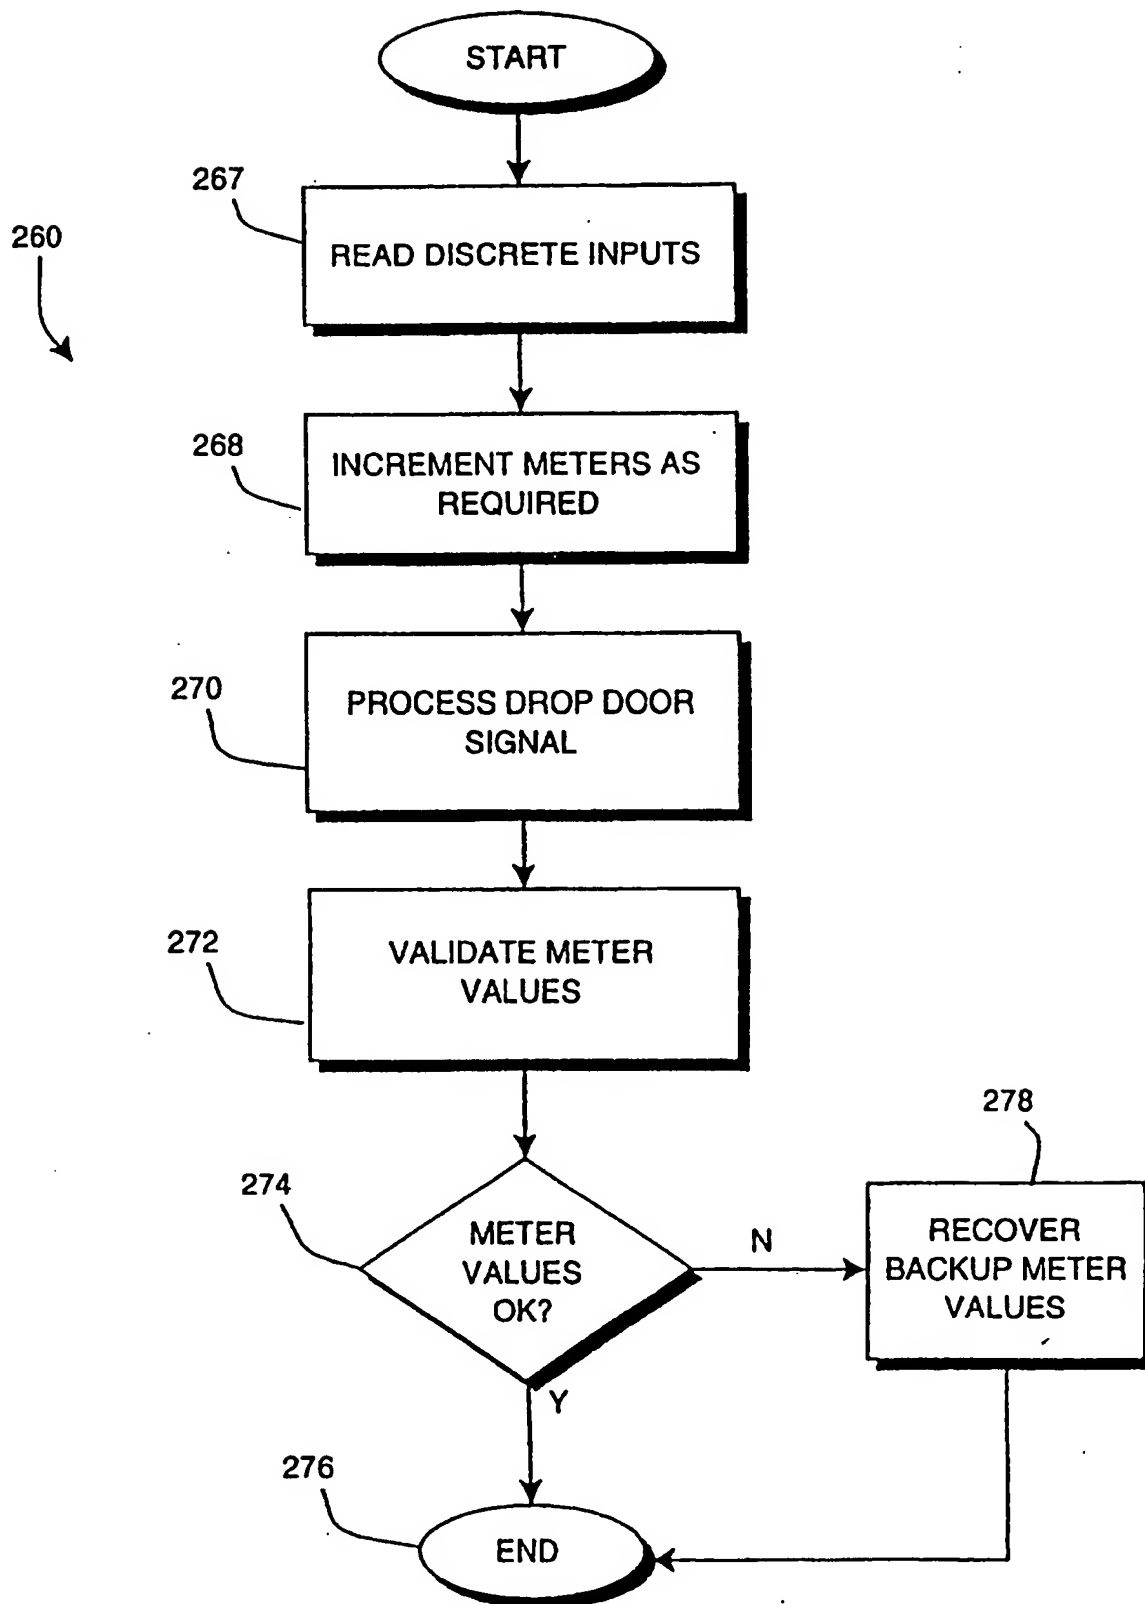 START
267
260
READ DISCRETE INPUTS
268
INCREMENT METERS AS
REQUIRED
270
PROCESS DROP DOOR
SIGNAL
272
VALIDATE METER
VALUES
274
METER
VALUES
OK?
N
278
RECOVER
BACKUP METER
VALUES
Y
276
END